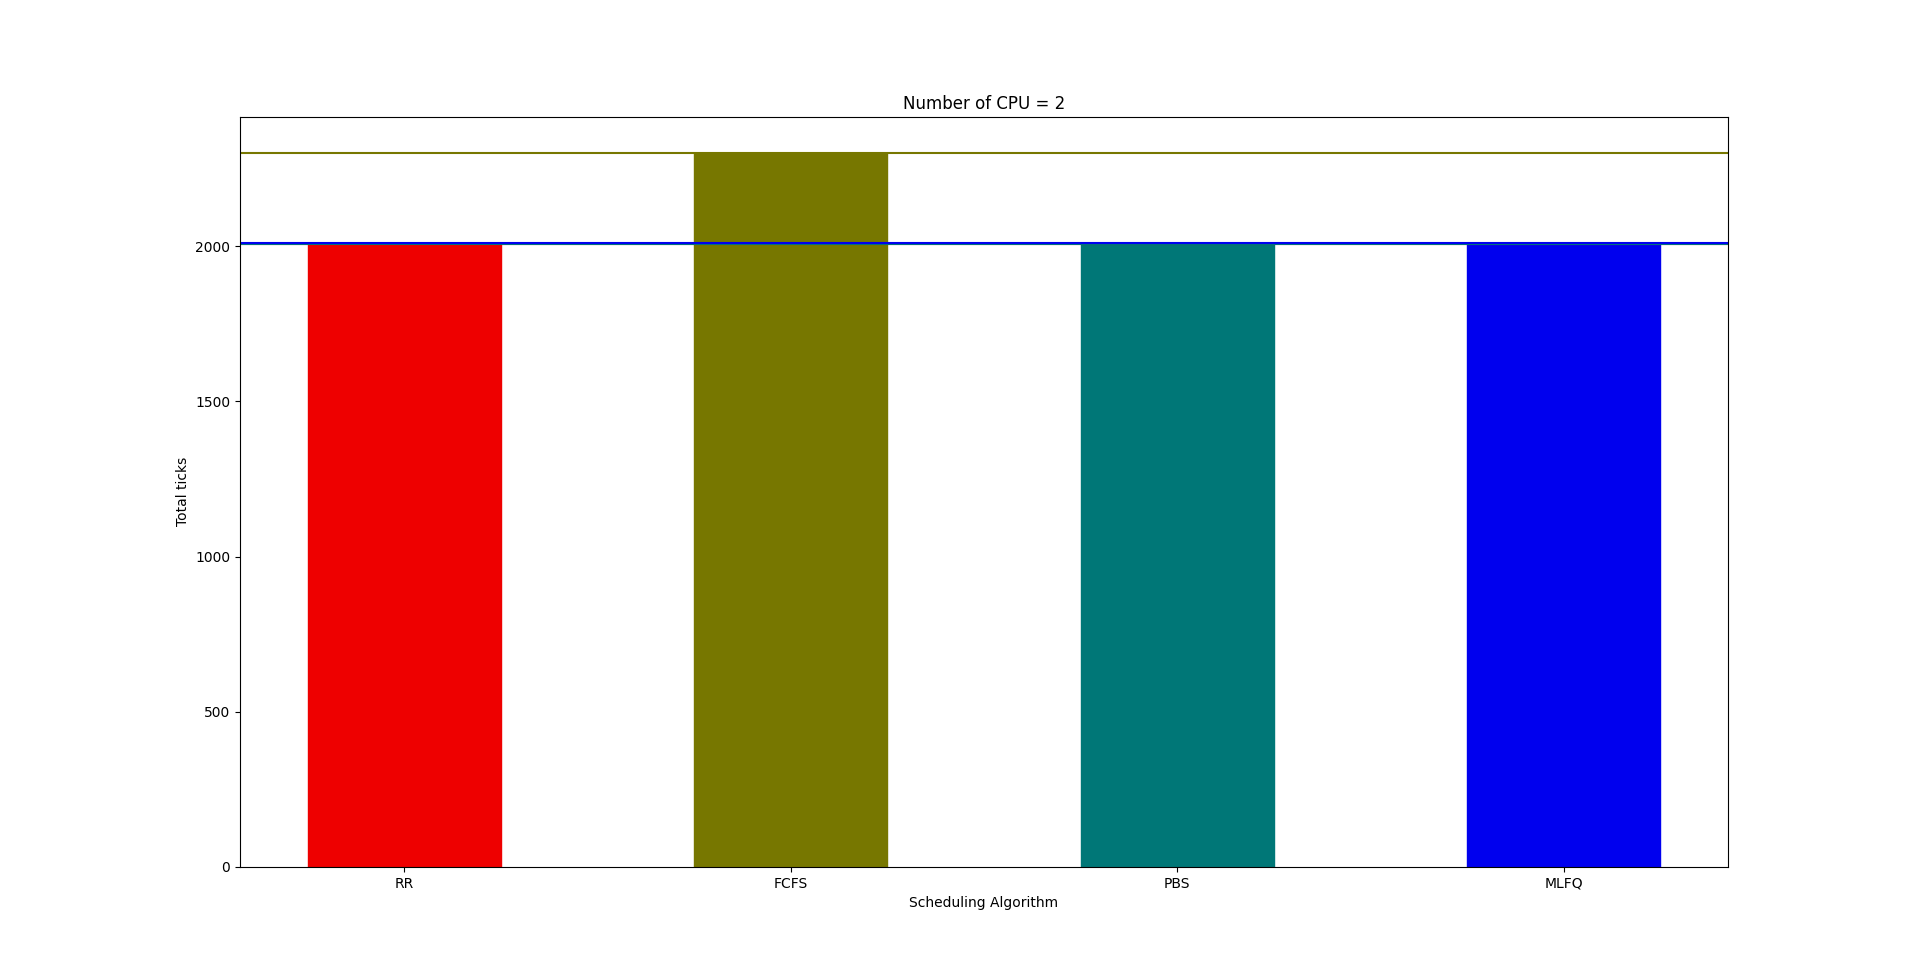 Number of CPU = 2
Total ticks
2000
1500
1000
500
0
RR
FCFS
PBS
MLFQ
Scheduling Algorithm